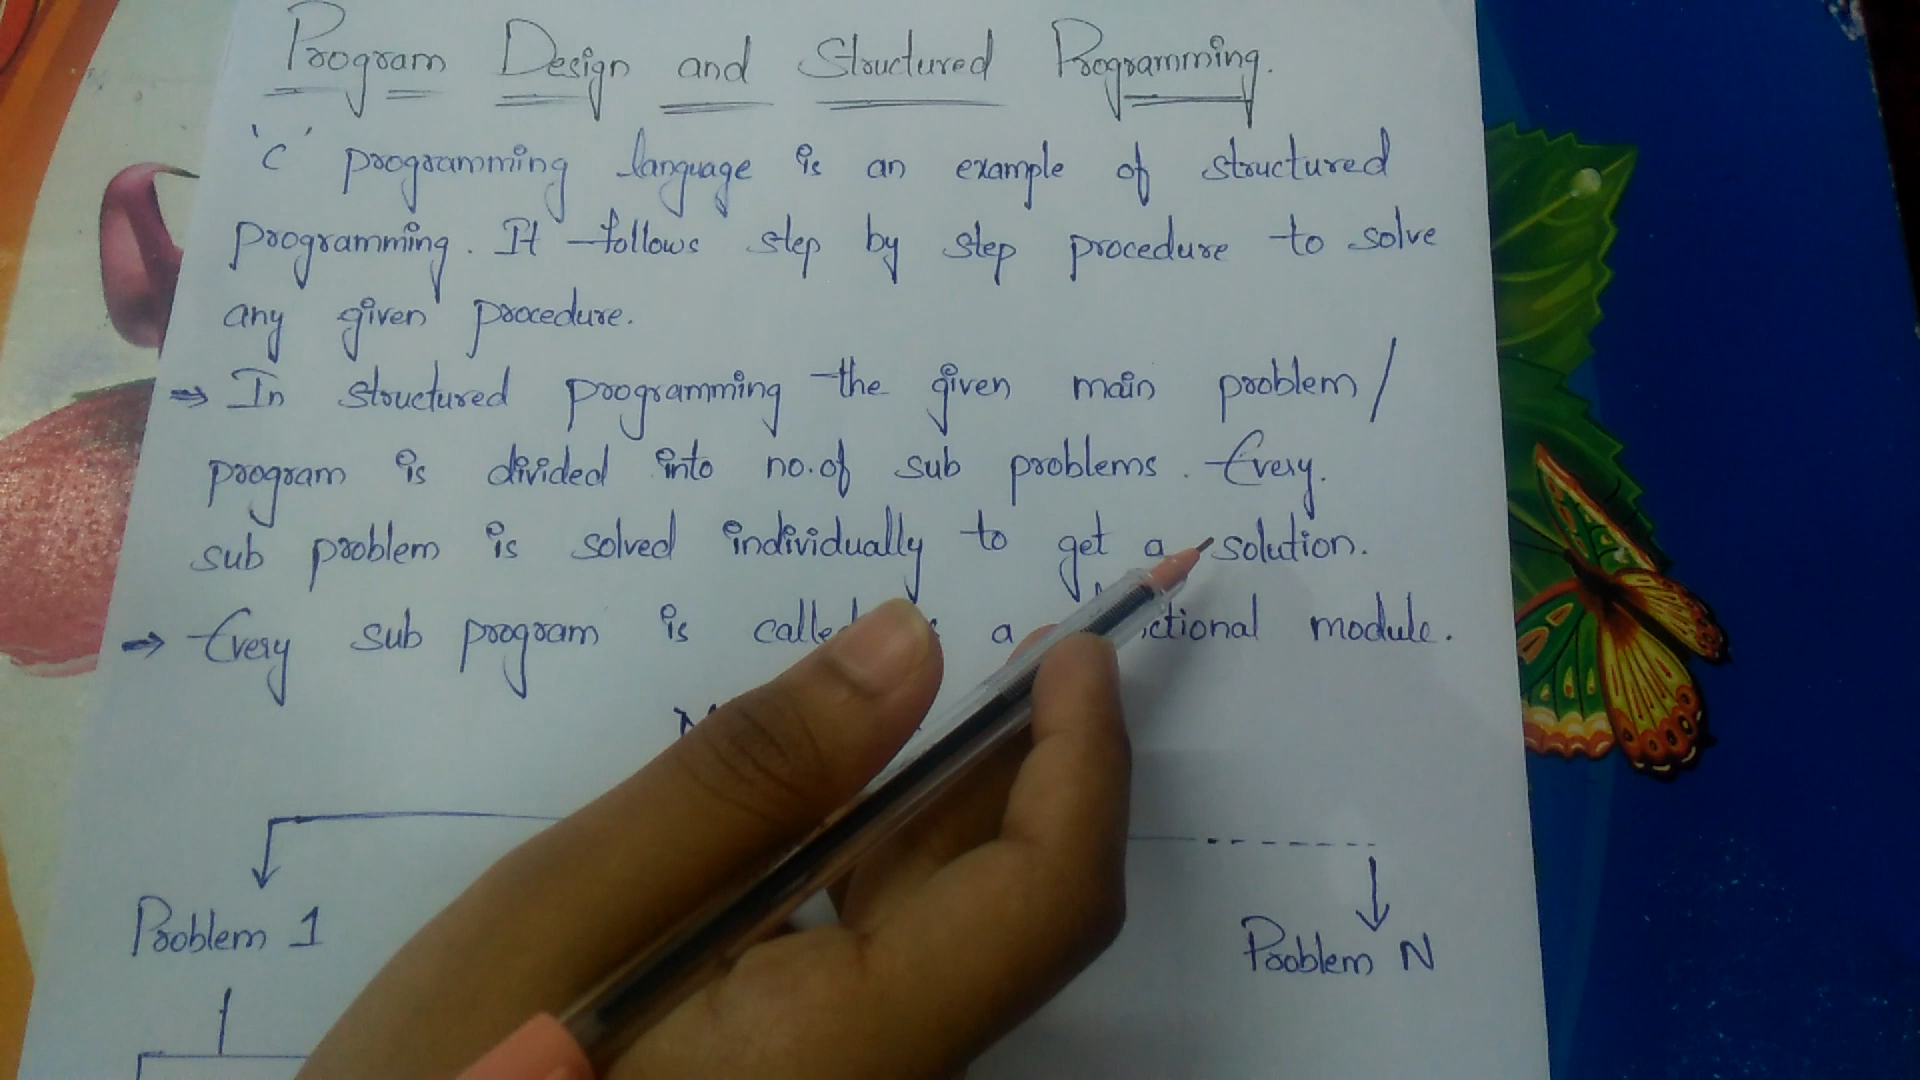 Program Design and Structured Programming.
'C' programming language is an example of structured
programming. It follows step by step procedure to solve
any given procedure.
⇒ In structured programming the given main problem/
program is divided into no.of sub problems. Every.
sub problem is solved individually to get a solution.
⇒ Every sub program is called a module.
Problem 1
Problem N